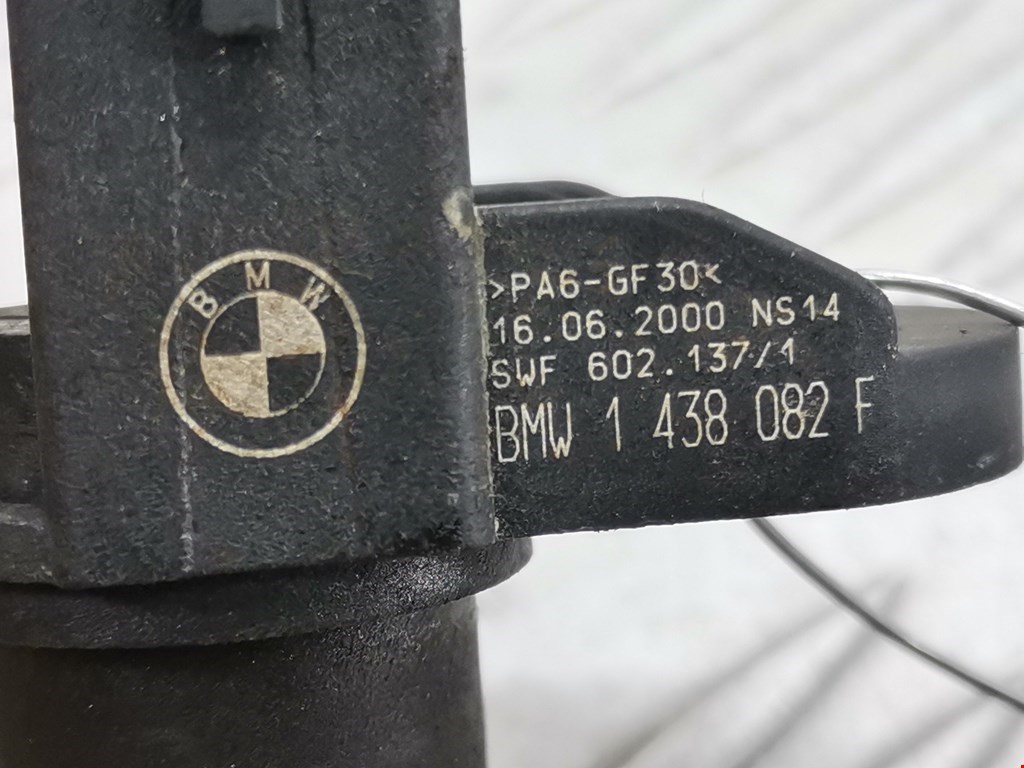 BMW
>PA6-GF30<
16.06.2000 NS14
SWF 602.137/1
BMW 1 438 082 F